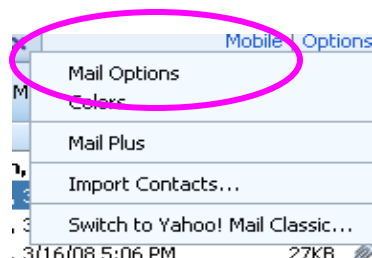 Mobile | Options
Mail Options
M
Colors
Mail Plus
Import Contacts...
, 3
Switch to Yahoo! Mail Classic...
, 3/16/08 5:06 PM 27KB